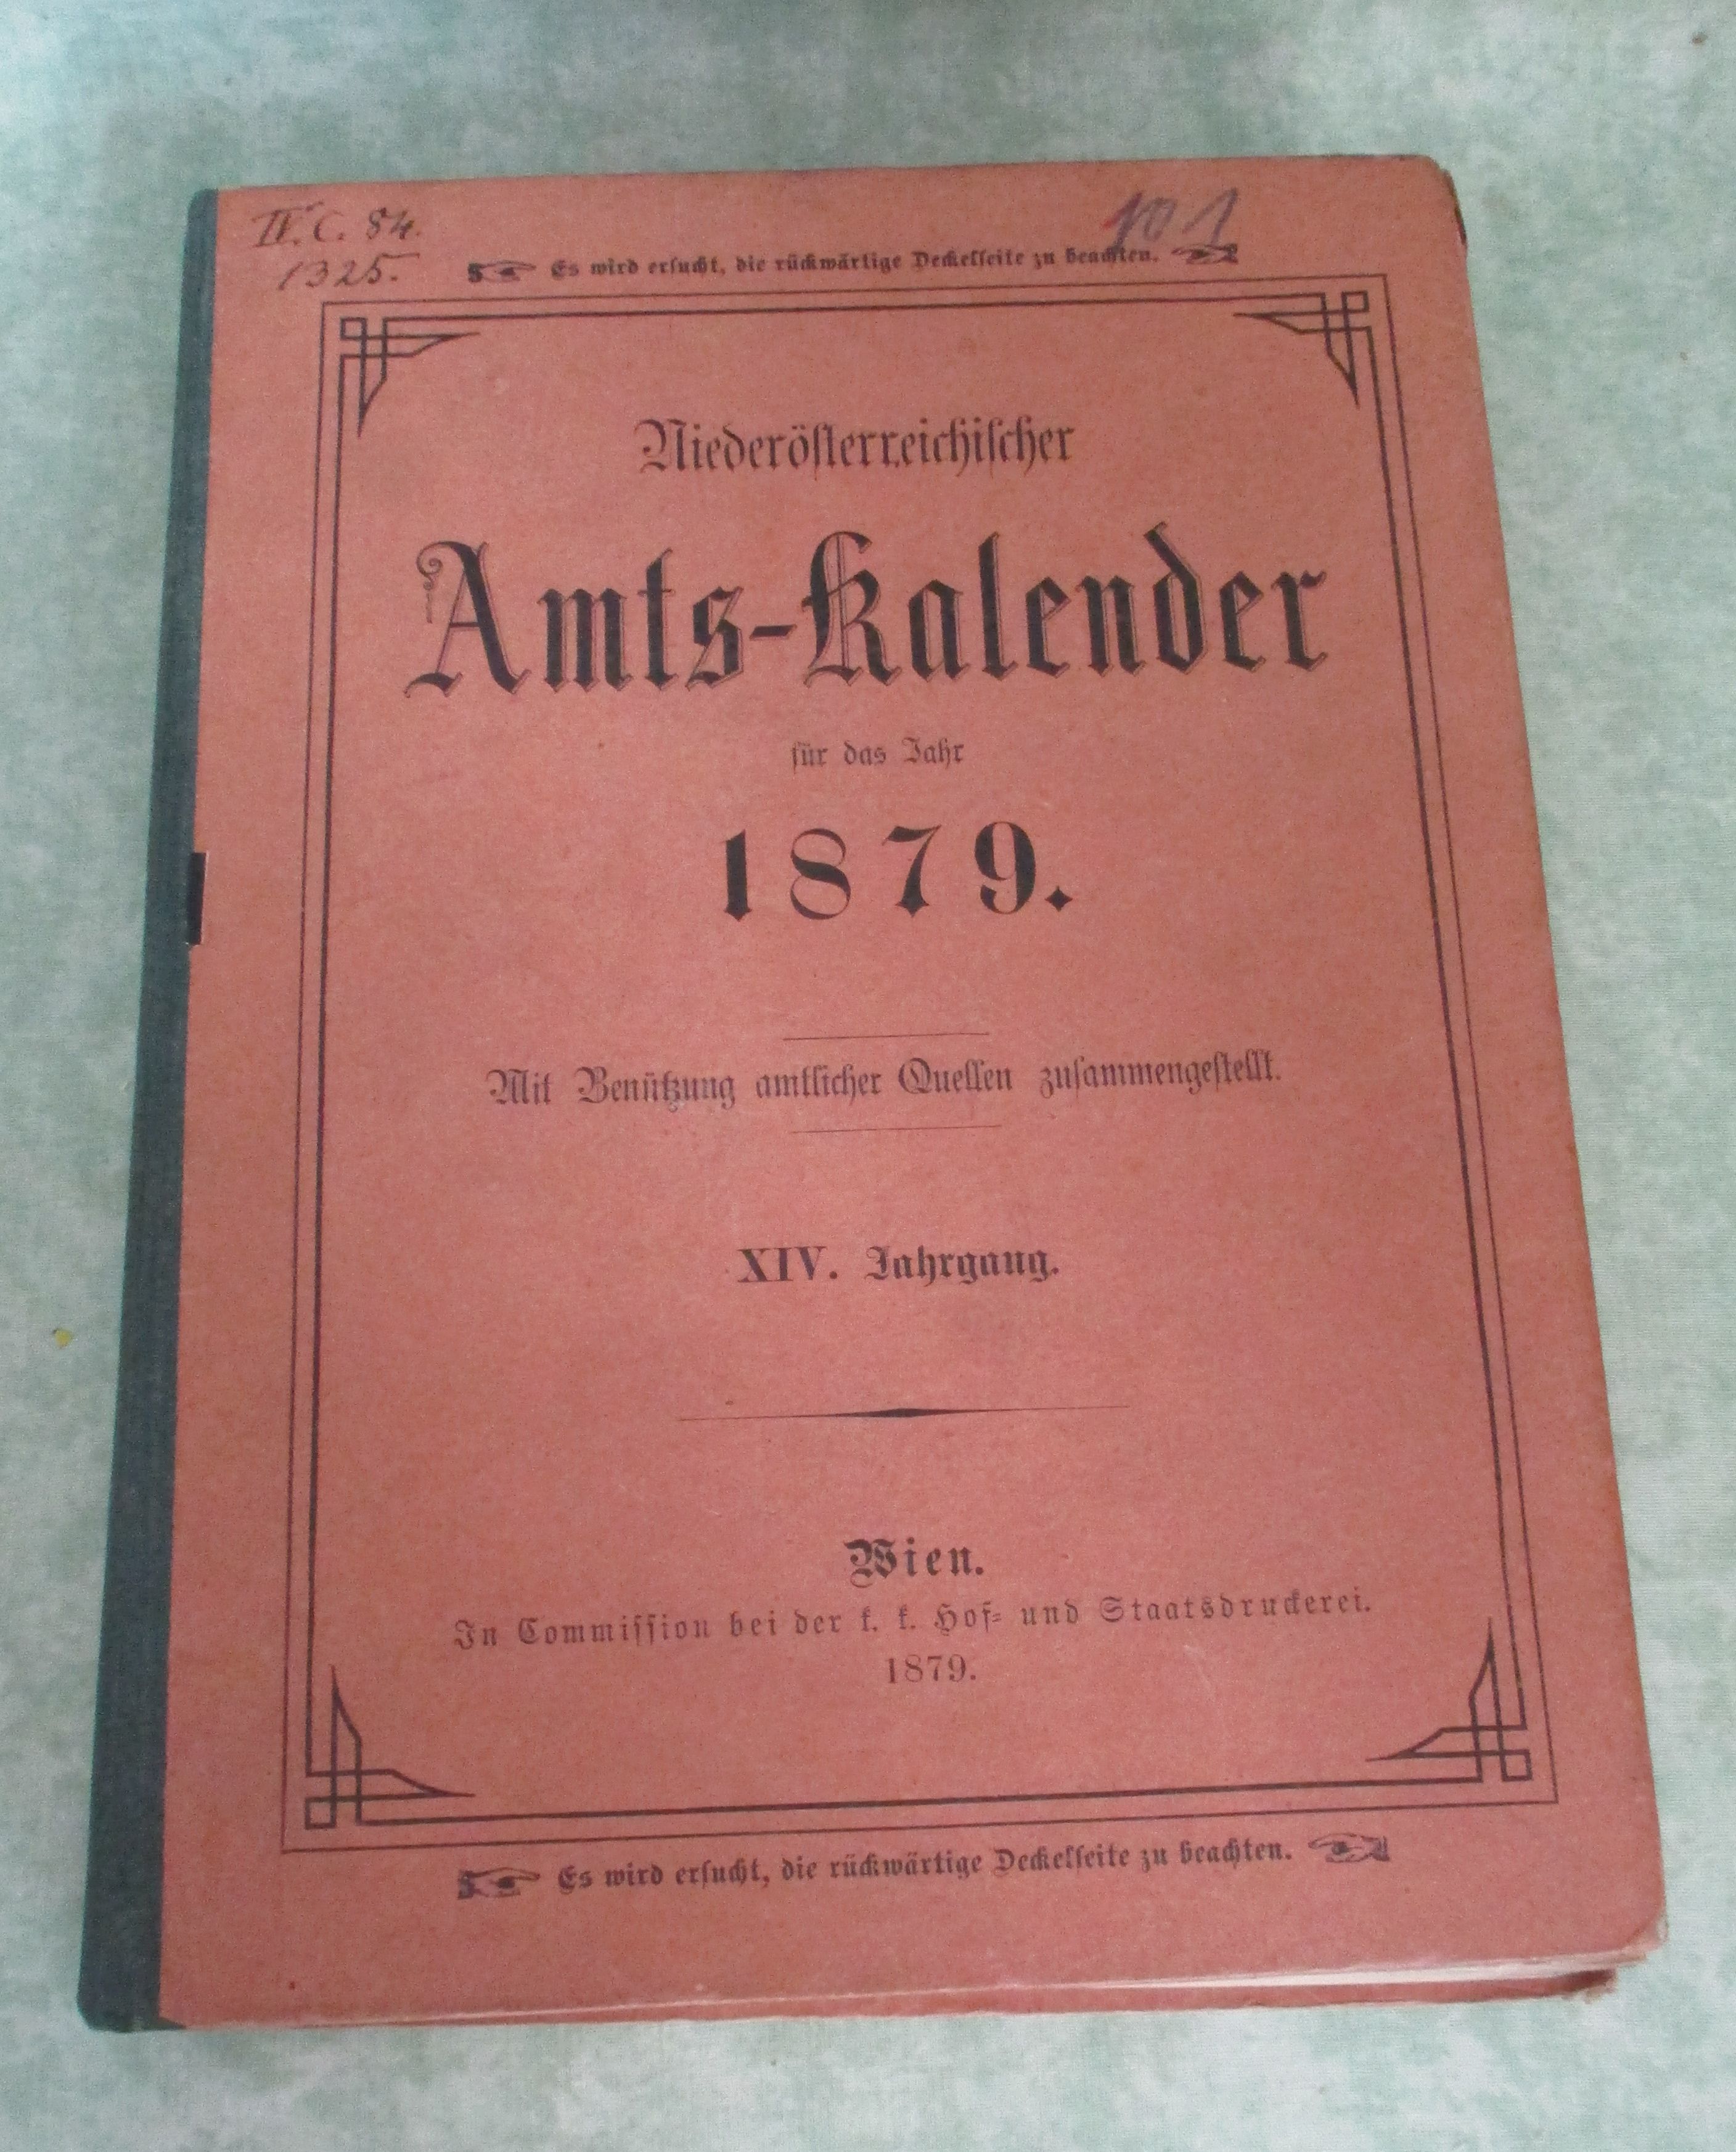 IV. C. 84.
1325.
101
Es wird ersucht, die rückwärtige Deckelseite zu beachten.
Niederösterreichischer
Amts-Kalender
für das Jahr
1879.
Mit Benützung amtlicher Quellen zusammengestellt.
XIV. Jahrgang.
Wien.
In Commission bei der k. k. Hof- und Staatsdruckerei.
1879.
Es wird ersucht, die rückwärtige Deckelseite zu beachten.